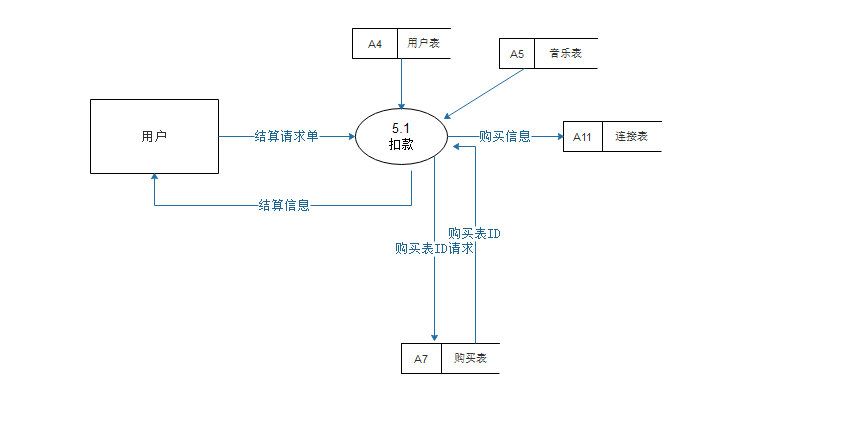 A4 用户表
A5 音乐表
用户
结算请求单
5.1
扣款
购买信息
A11 连接表
结算信息
购买表ID
购买表ID请求
A7 购买表